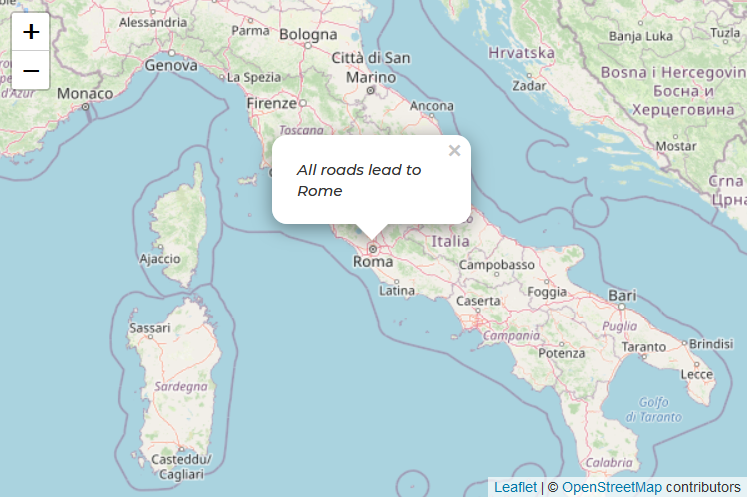 +
−
Alessandria
Parma
Bologna
Genova
La Spezia
Città di San
Marino
Monaco
Firenze
Toscana
Ancona
Hrvatska
Zadar
Banja Luka
Tuzla
Bosna i Hercegovina
Босна и
Херцеговина
Mostar
Crna
Црна
d'Azur
×
All roads lead to
Rome
Italia
Roma
Latina
Campobasso
Foggia
Caserta
Campania
Bari
Puglia
Potenza
Taranto
Brindisi
Lecce
Golfo
di Taranto
Calabria
Ajaccio
Sassari
Sardegna
Casteddu/
Cagliari
Leaflet | © OpenStreetMap contributors